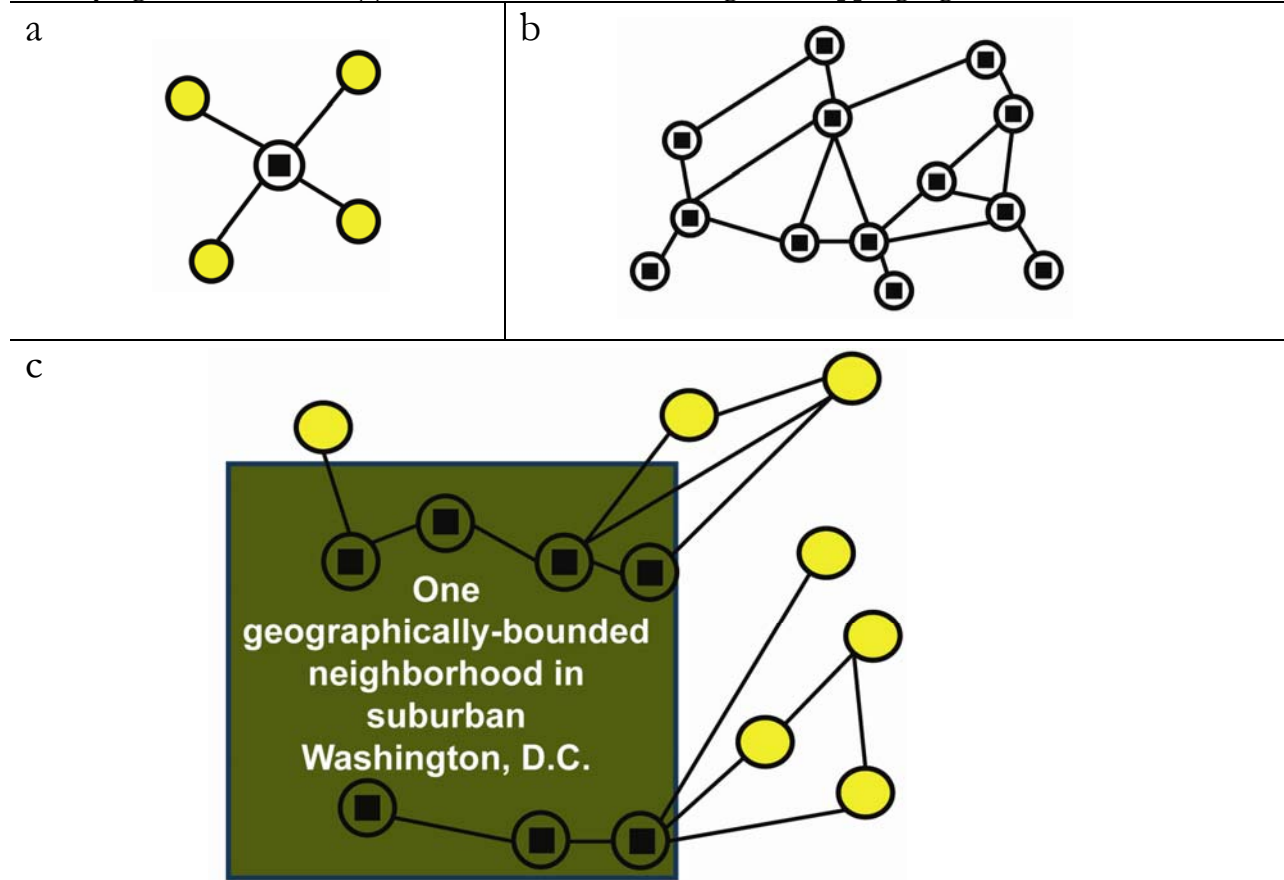 a
b
c
One
geographically-bounded
neighborhood in
suburban
Washington, D.C.